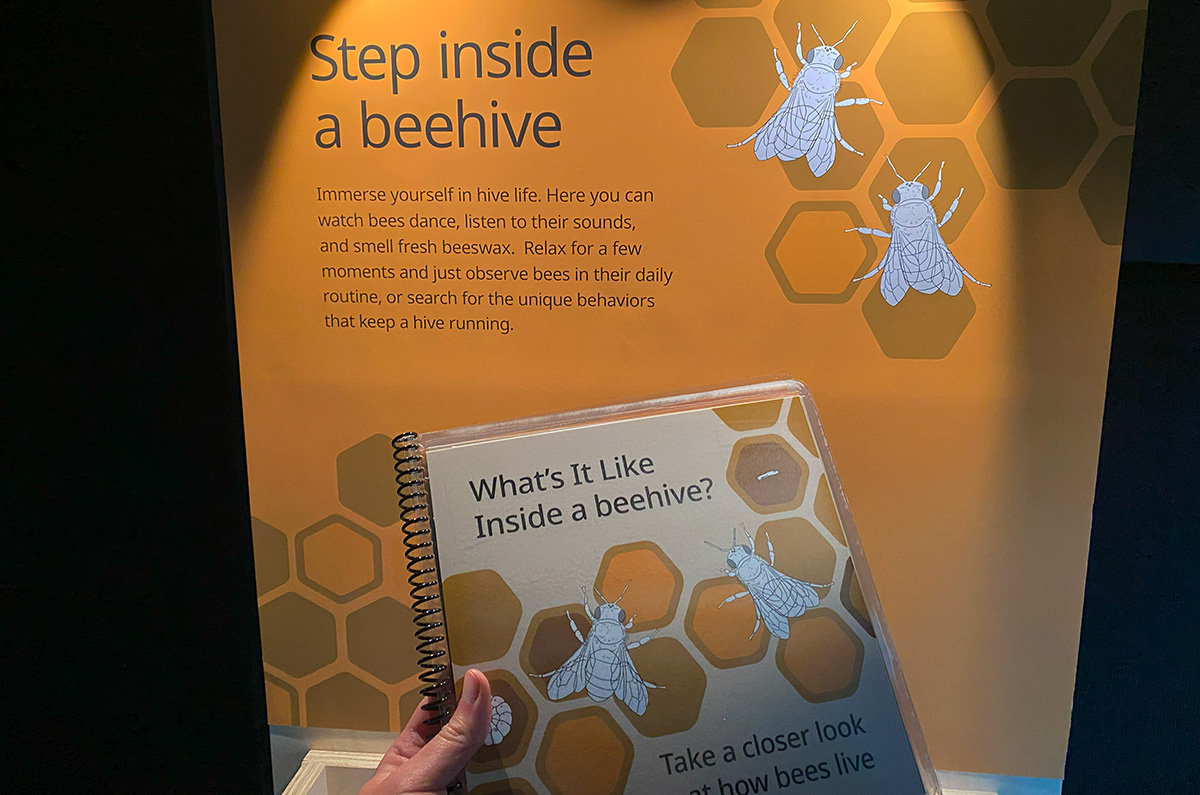 Step inside
a beehive
Immerse yourself in hive life. Here you can
watch bees dance, listen to their sounds,
and smell fresh beeswax. Relax for a few
moments and just observe bees in their daily
routine, or search for the unique behaviors
that keep a hive running.
What's It Like
Inside a beehive?
Take a closer look
at how bees live